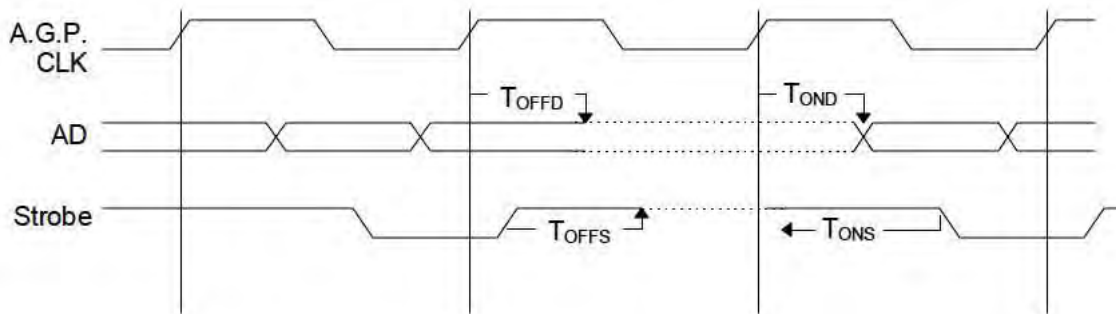 A.G.P.
CLK
TOFFD
TOND
AD
Strobe
TOFFS
TONS